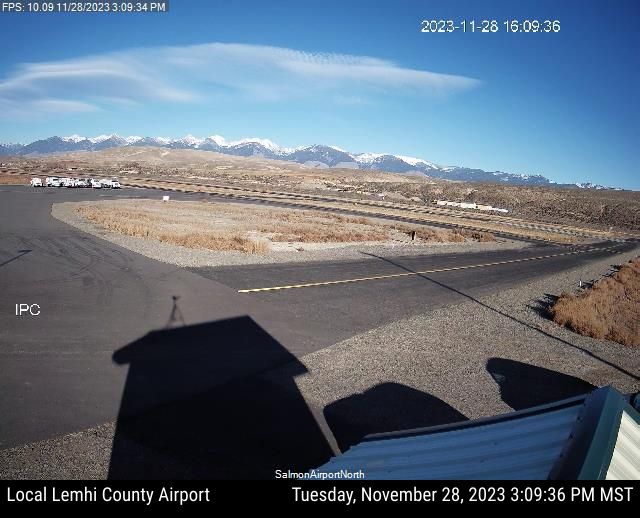 FPS: 10.09 11/28/2023 3:09:34 PM
2023-11-28 16:09:36
IPC
SalmonAirportNorth
Local Lemhi County Airport
Tuesday, November 28, 2023 3:09:36 PM MST